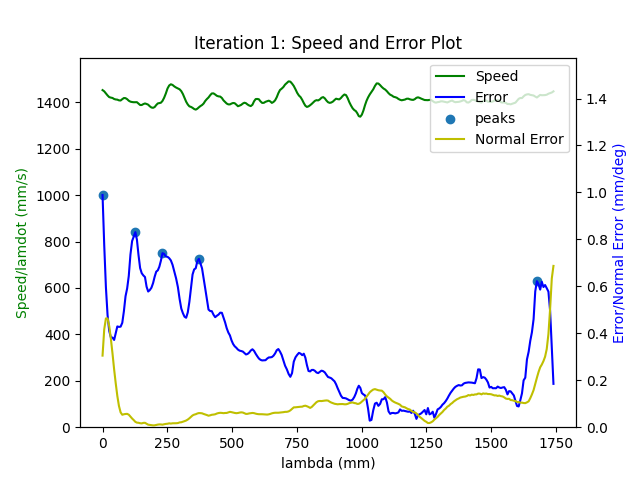 Iteration 1: Speed and Error Plot
Speed
Error
peaks
Normal Error
Speed/lamdot (mm/s)
1400
1200
1000
800
600
400
200
0
1.4
1.2
1.0
0.8
0.6
0.4
0.2
0.0
Error/Normal Error (mm/deg)
0 250 500 750 1000 1250 1500 1750
lambda (mm)